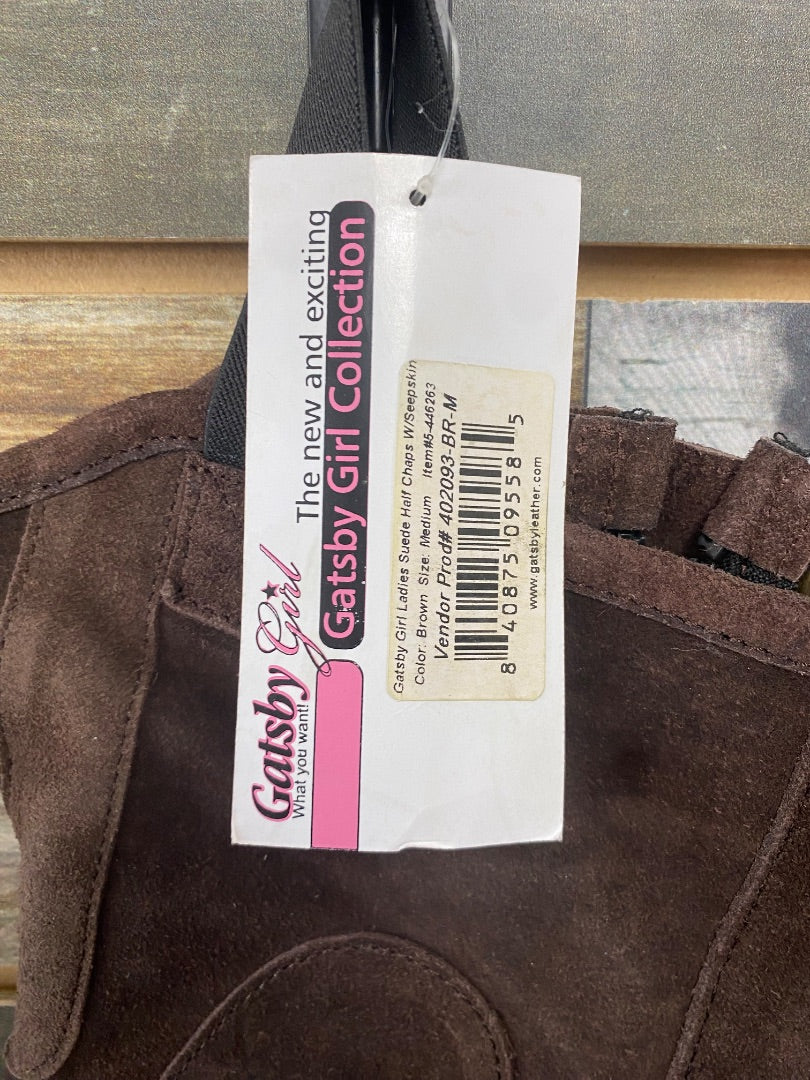 Gatsby Girl
What you want!
The new and exciting
Gatsby Girl Collection
Gatsby Girl Ladies Suede Half Chaps W/Seepskin
Color: Brown Size: Medium Item#5-446263
Vendor Prod# 402093-BR-M
8 40875 09558 5
www.gatsbyleather.com